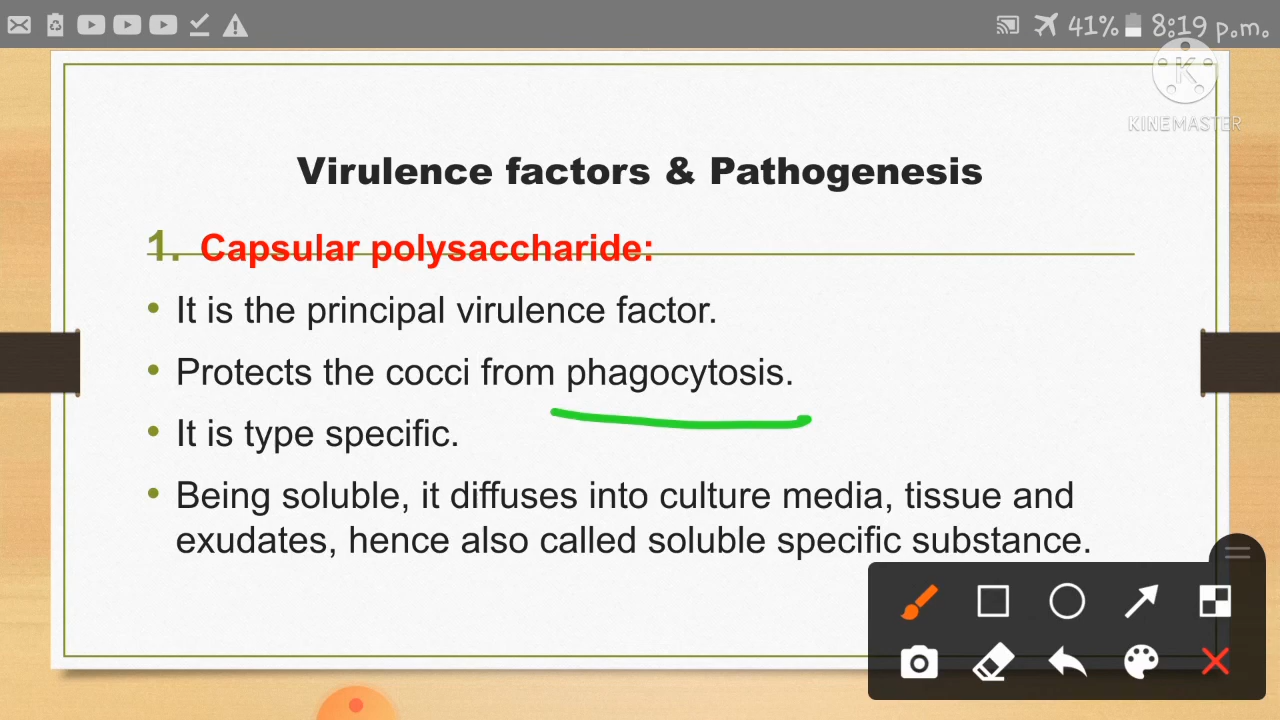 41% 8:19 p.m.
K
KINEMASTER
Virulence factors & Pathogenesis
1. Capsular polysaccharide:
• It is the principal virulence factor.
• Protects the cocci from phagocytosis.
• It is type specific.
• Being soluble, it diffuses into culture media, tissue and
exudates, hence also called soluble specific substance.